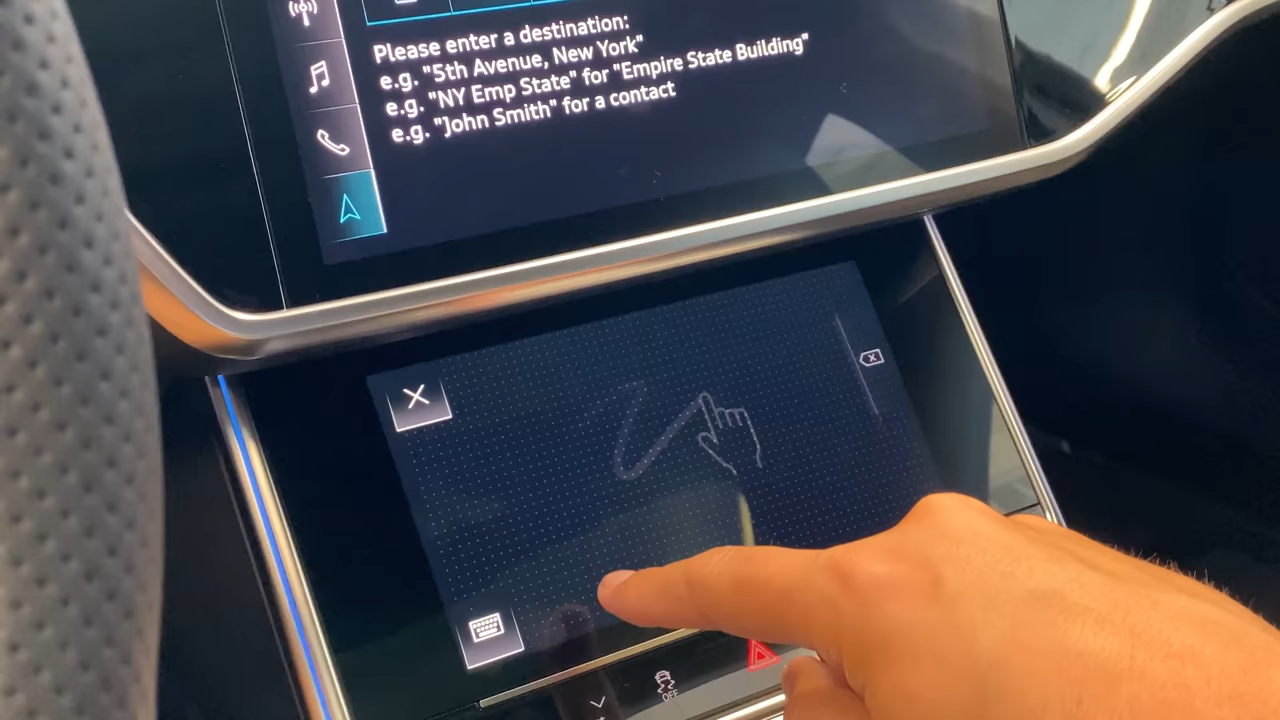 Please enter a destination:
e.g. "5th Avenue, New York"
e.g. "NY Emp State" for "Empire State Building"
e.g. "John Smith" for a contact
OFF